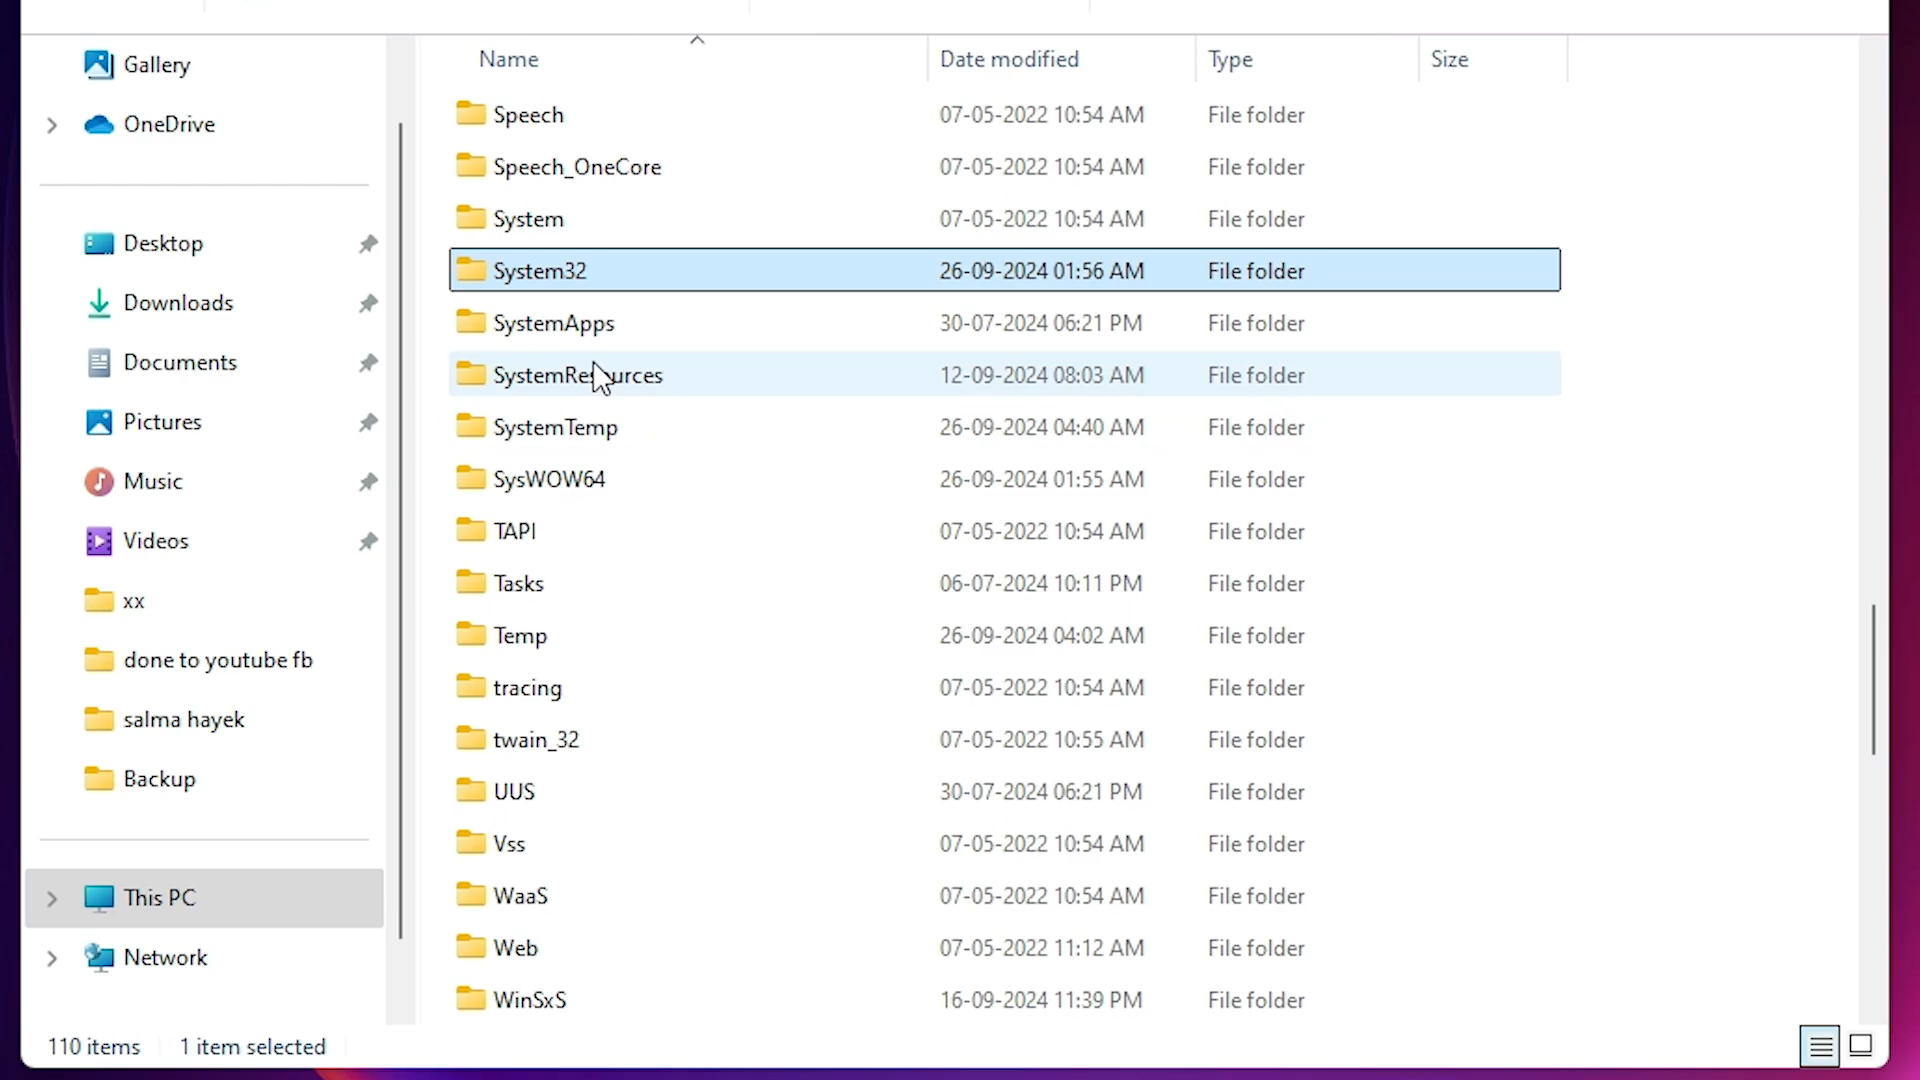 Gallery
OneDrive
Desktop
Downloads
Documents
Pictures
Music
Videos
xx
done to youtube fb
salma hayek
Backup
This PC
Network
Name Date modified Type Size
Speech 07-05-2022 10:54 AM File folder
Speech_OneCore 07-05-2022 10:54 AM File folder
System 07-05-2022 10:54 AM File folder
System32 26-09-2024 01:56 AM File folder
SystemApps 30-07-2024 06:21 PM File folder
SystemResources 12-09-2024 08:03 AM File folder
SystemTemp 26-09-2024 04:40 AM File folder
SysWOW64 26-09-2024 01:55 AM File folder
TAPI 07-05-2022 10:54 AM File folder
Tasks 06-07-2024 10:11 PM File folder
Temp 26-09-2024 04:02 AM File folder
tracing 07-05-2022 10:54 AM File folder
twain_32 07-05-2022 10:55 AM File folder
UUS 30-07-2024 06:21 PM File folder
Vss 07-05-2022 10:54 AM File folder
WaaS 07-05-2022 10:54 AM File folder
Web 07-05-2022 11:12 AM File folder
WinSxS 16-09-2024 11:39 PM File folder
110 items 1 item selected